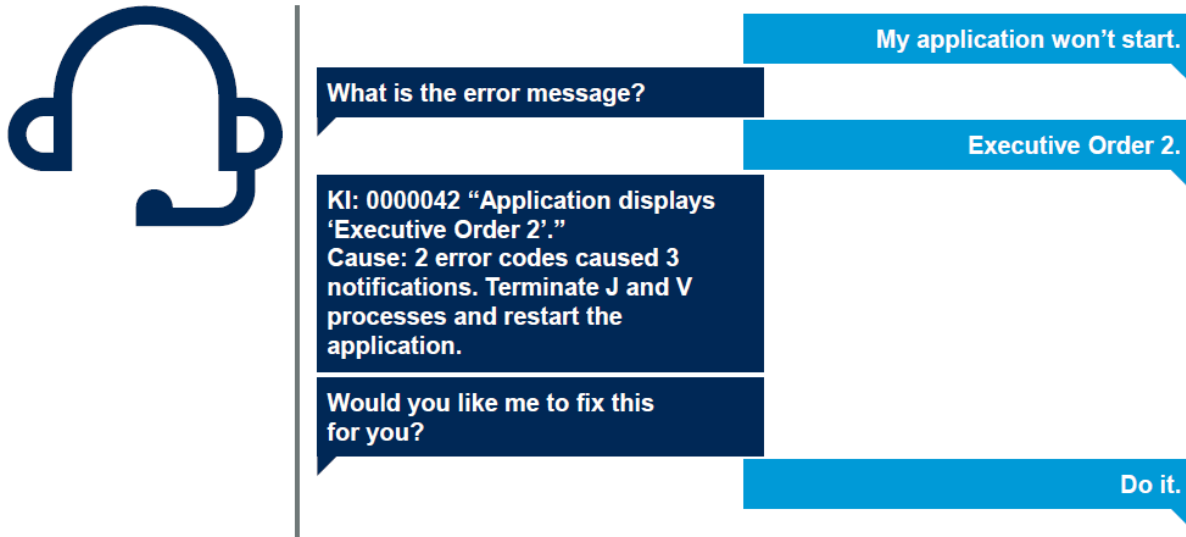 My application won’t start.
What is the error message?
Executive Order 2.
KI: 0000042 “Application displays
‘Executive Order 2’.”
Cause: 2 error codes caused 3
notifications. Terminate J and V
processes and restart the
application.
Would you like me to fix this
for you?
Do it.